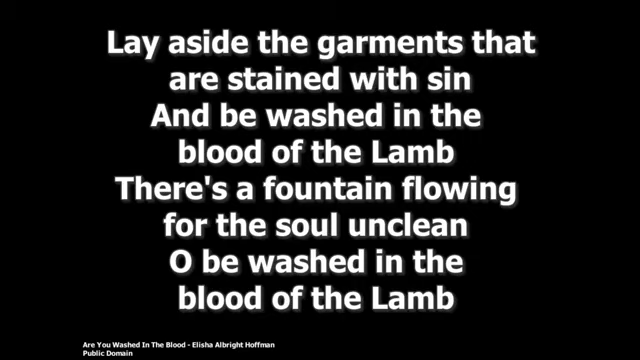 Lay aside the garments that
are stained with sin
And be washed in the
blood of the Lamb
There's a fountain flowing
for the soul unclean
O be washed in the
blood of the Lamb
Are You Washed In The Blood - Elisha Albright Hoffman
Public Domain